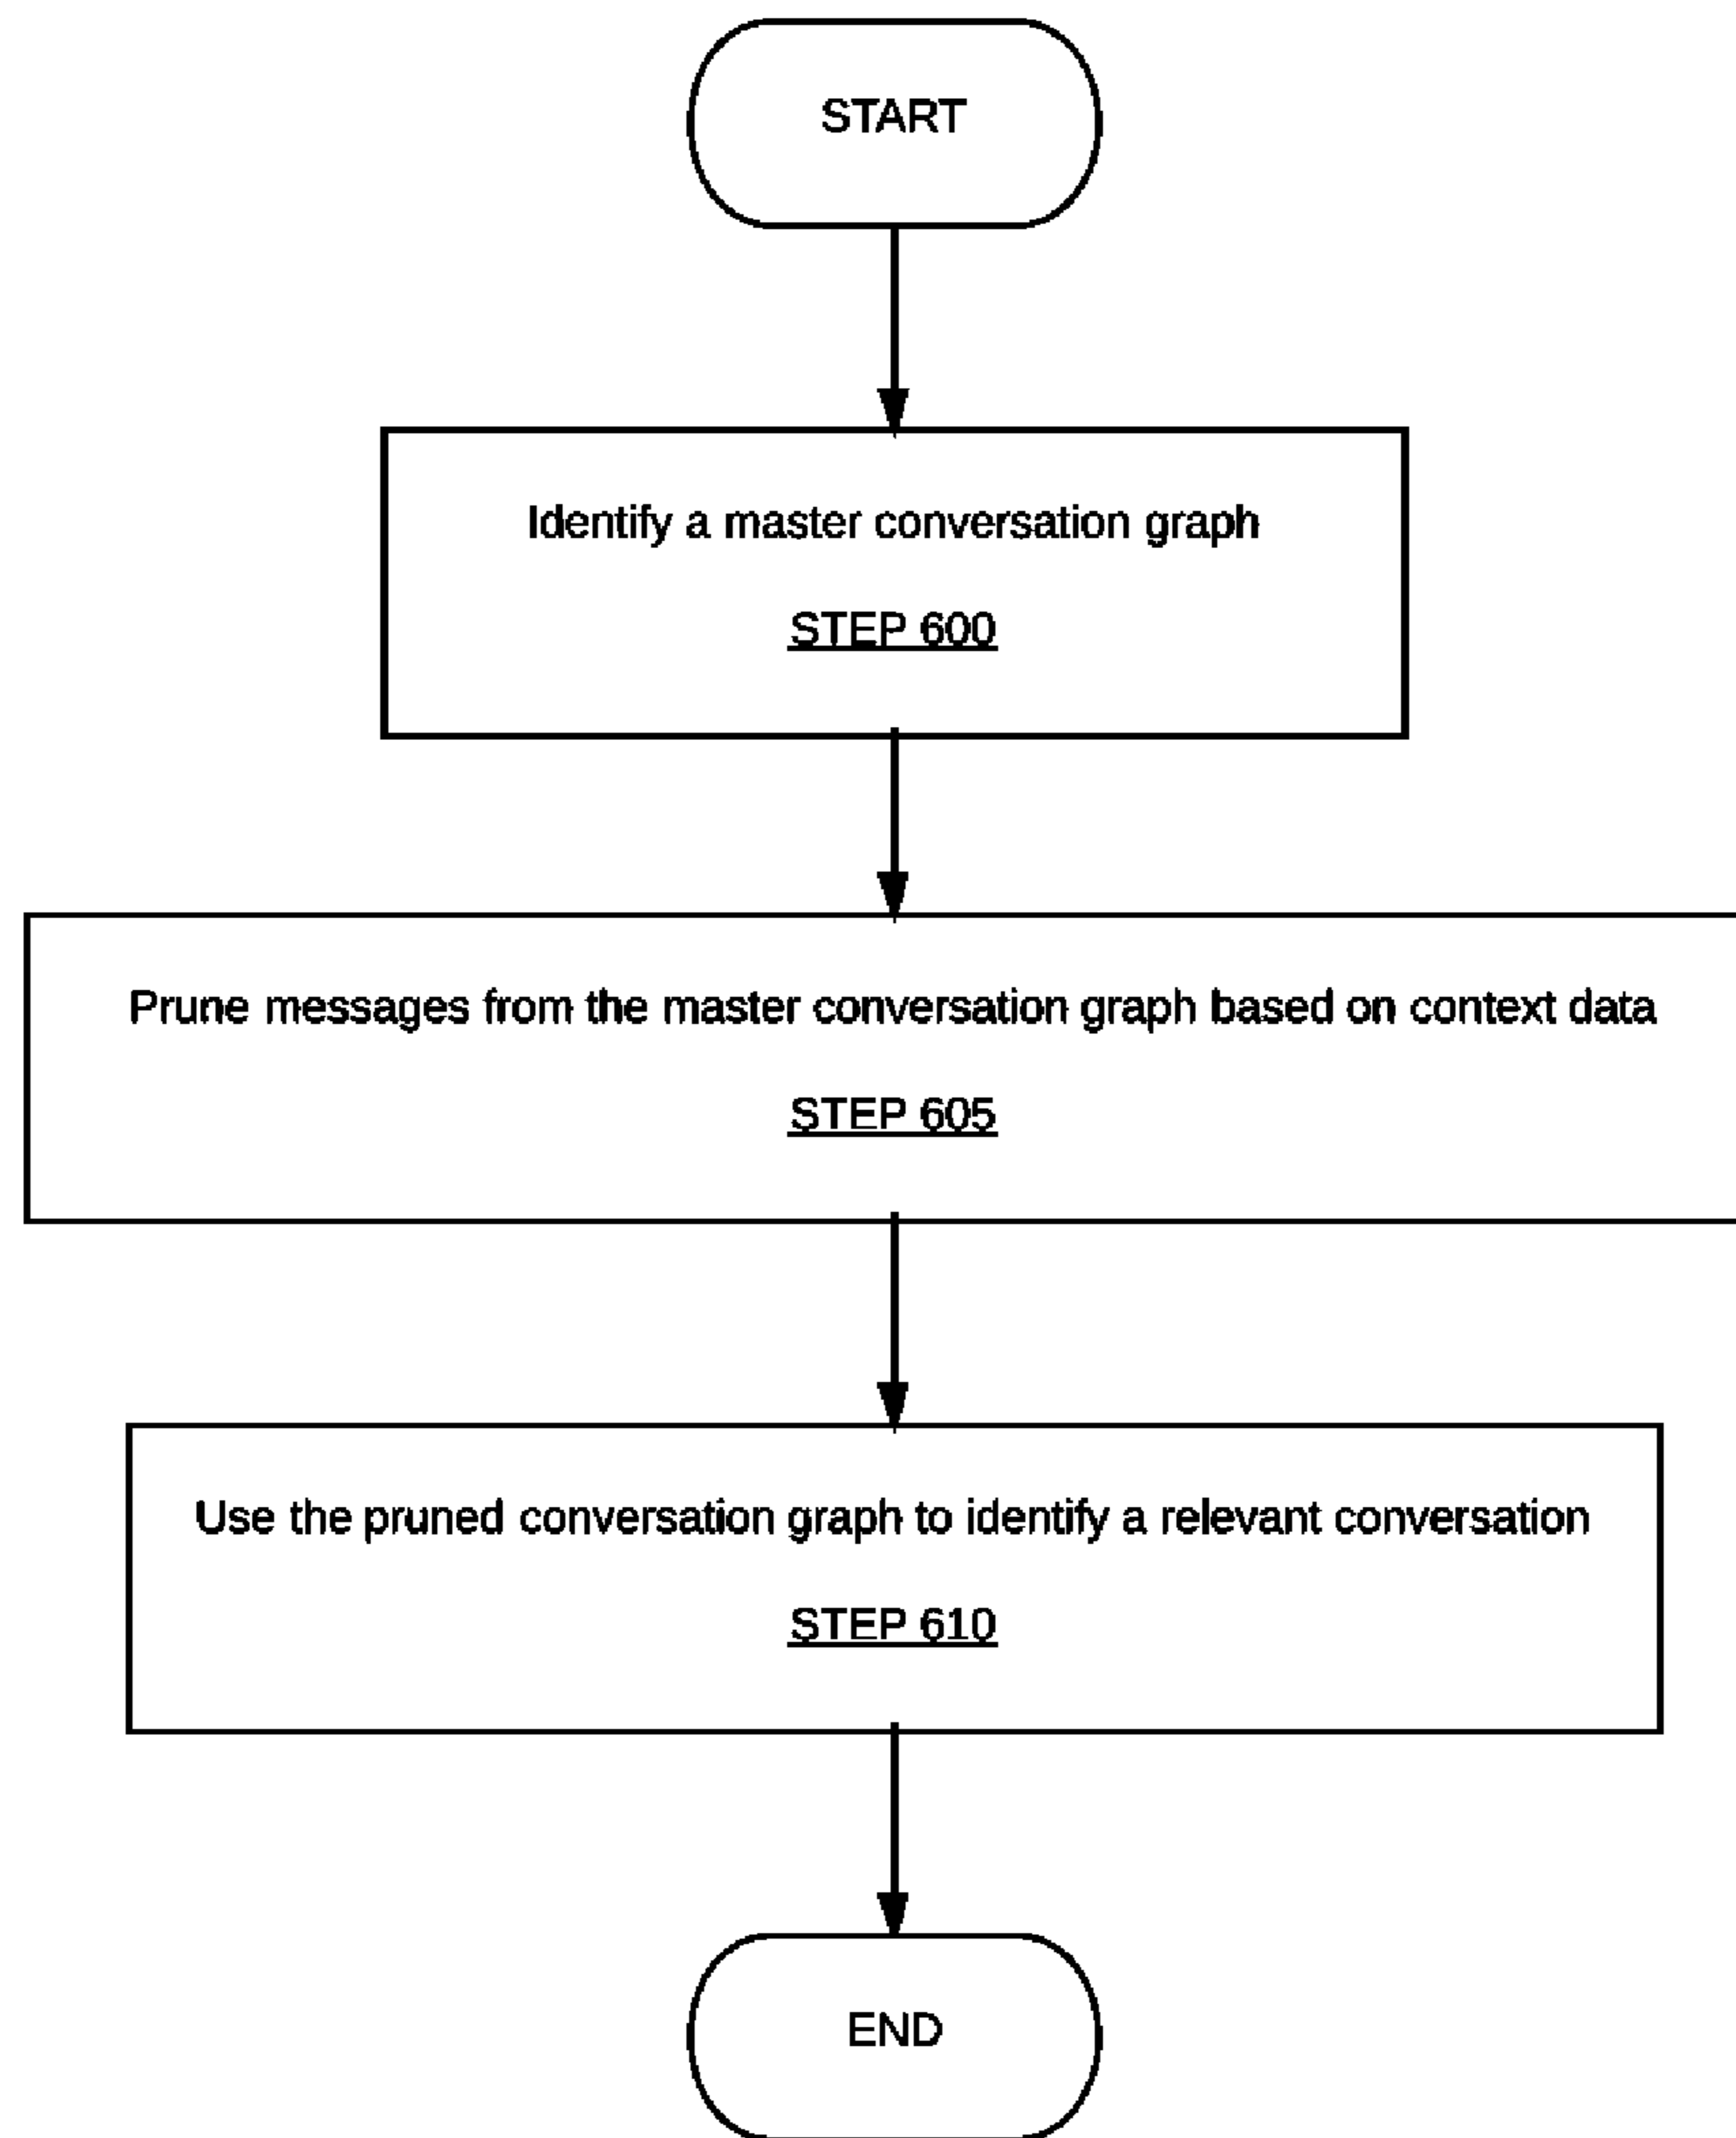 START
Identify a master conversation graph
STEP 600
Prune messages from the master conversation graph based on context data
STEP 605
Use the pruned conversation graph to identify a relevant conversation
STEP 610
END